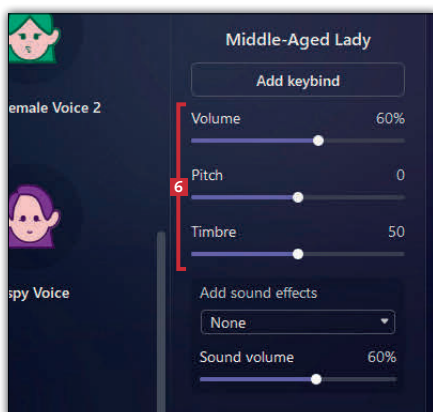 Middle-Aged Lady
Add keybind
emale Voice 2
Volume 60%
6
Pitch 0
Timbre 50
spy Voice
Add sound effects
None
Sound volume 60%